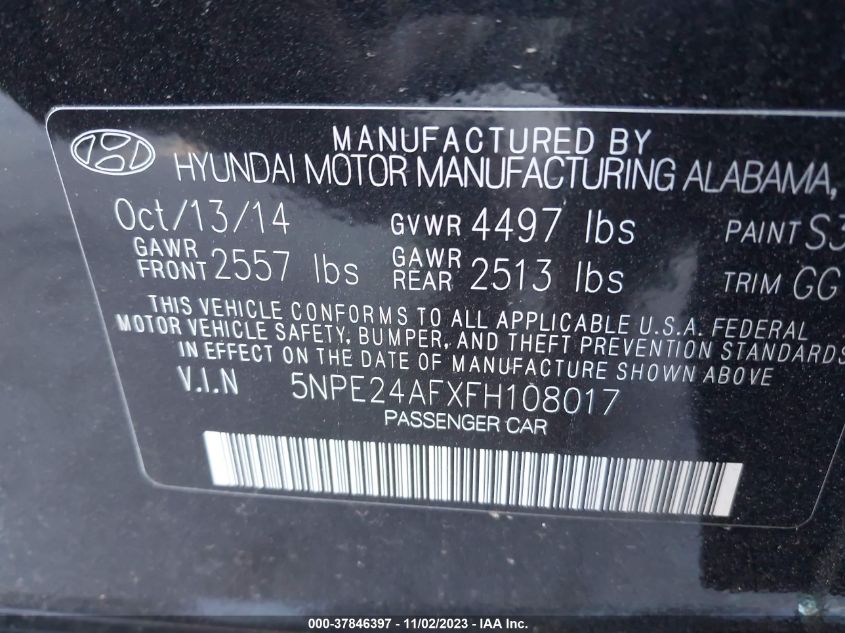 MANUFACTURED BY
HYUNDAI MOTOR MANUFACTURING ALABAMA,
Oct/13/14 GVWR 4497 lbs PAINT S3
GAWR FRONT 2557 lbs GAWR REAR 2513 lbs TRIM GG
THIS VEHICLE CONFORMS TO ALL APPLICABLE U.S.A. FEDERAL
MOTOR VEHICLE SAFETY, BUMPER, AND THEFT PREVENTION STANDARDS
IN EFFECT ON THE DATE OF MANUFACTURE SHOWN ABOVE
V.I.N 5NPE24AFXFH108017
PASSENGER CAR
000-37846397 - 11/02/2023 - IAA Inc.